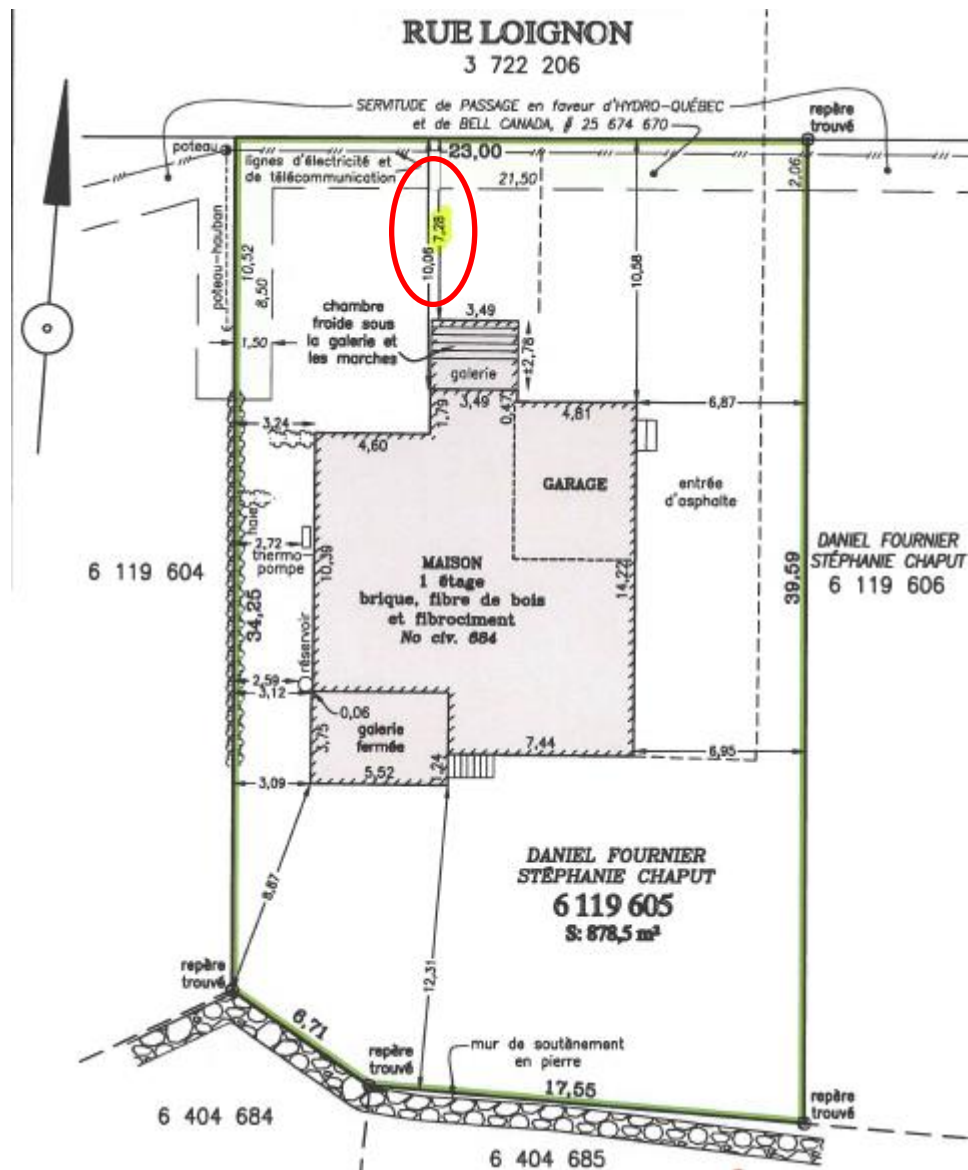 RUE LOIGNON
3 722 206
SERVITUDE de PASSAGE en faveur d'HYDRO-QUÉBEC
et de BELL CANADA, # 25 674 670
repère
trouvé
poteau
lignes d'électricité et
de télécommunication
23,00
21,50
2,06
poteau-hauban
10,52
8,50
1,50
10,06
7,28
10,58
chambre
froide sous
la galerie et
les marches
3,49
±2,78
galerie
3,49
1,79
0,47
4,61
6,87
3,24
4,60
GARAGE
entrée
d'asphalte
haie
2,72
thermo
pompe
10,39
14,22
39,59
DANIEL FOURNIER
STÉPHANIE CHAPUT
6 119 606
6 119 604
34,25
MAISON
1 étage
brique, fibre de bois
et fibrociment
No civ. 684
réservoir
2,59
3,12
0,06
galerie
fermée
3,75
5,52
1,24
7,44
6,95
3,09
8,87
12,31
DANIEL FOURNIER
STÉPHANIE CHAPUT
6 119 605
S: 878,5 m²
repère
trouvé
6,71
repère
trouvé
mur de soutènement
en pierre
17,55
repère
trouvé
6 404 684
6 404 685